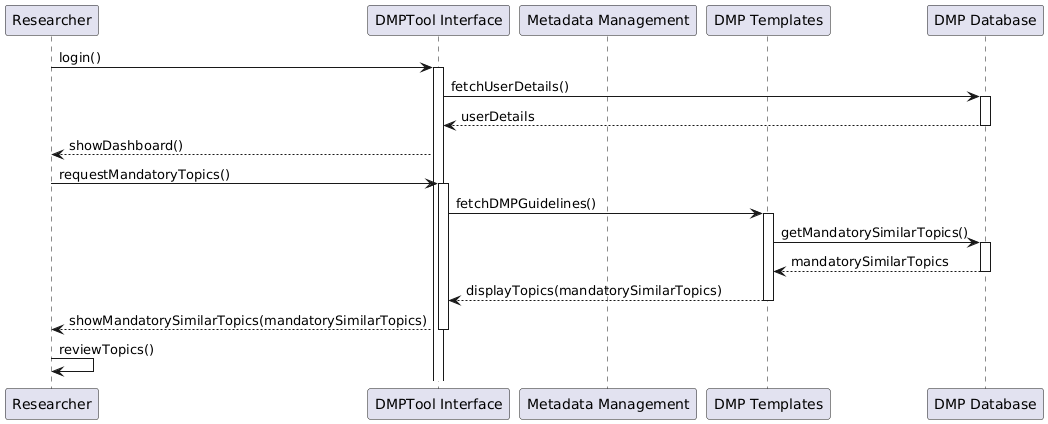 Researcher
DMPTool Interface
Metadata Management
DMP Templates
DMP Database
login()
fetchUserDetails()
userDetails
showDashboard()
requestMandatoryTopics()
fetchDMPGuidelines()
getMandatorySimilarTopics()
mandatorySimilarTopics
displayTopics(mandatorySimilarTopics)
showMandatorySimilarTopics(mandatorySimilarTopics)
reviewTopics()
Researcher
DMPTool Interface
Metadata Management
DMP Templates
DMP Database